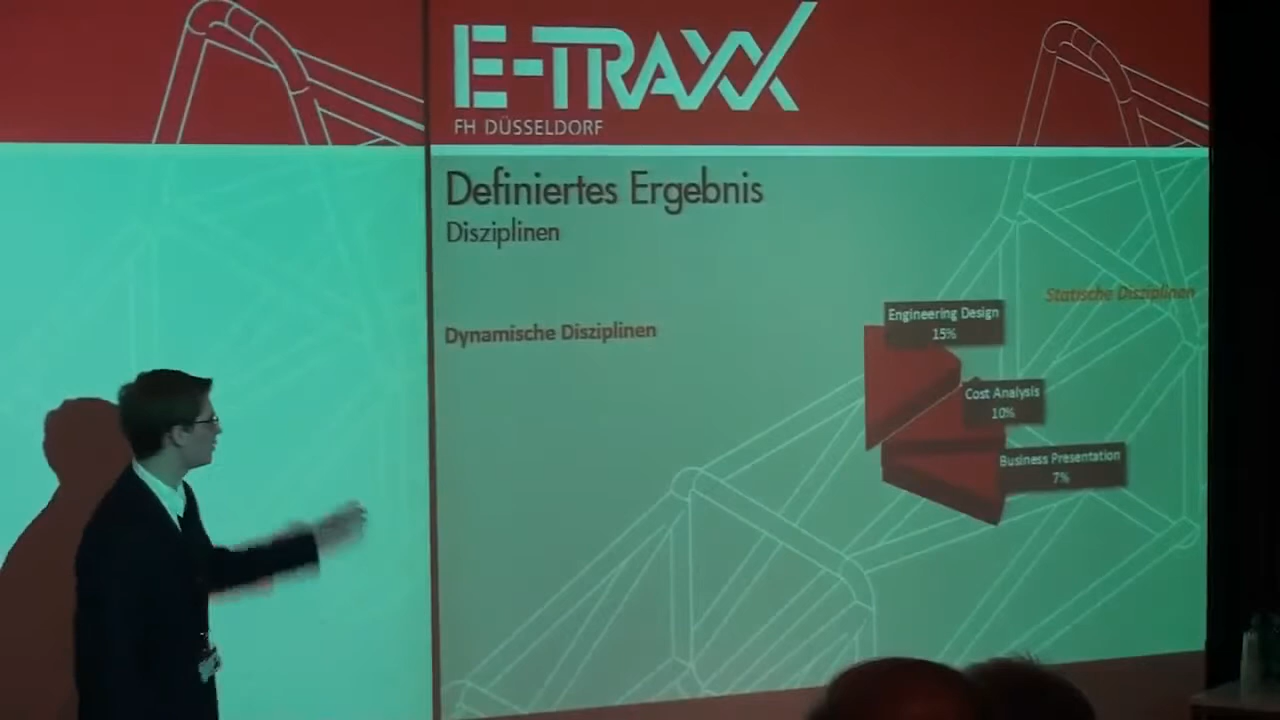 E-TRAXX
FH DÜSSELDORF
Definiertes Ergebnis
Disziplinen
Statische Disziplinen
Engineering Design
15%
Dynamische Disziplinen
Cost Analysis
10%
Business Presentation
7%